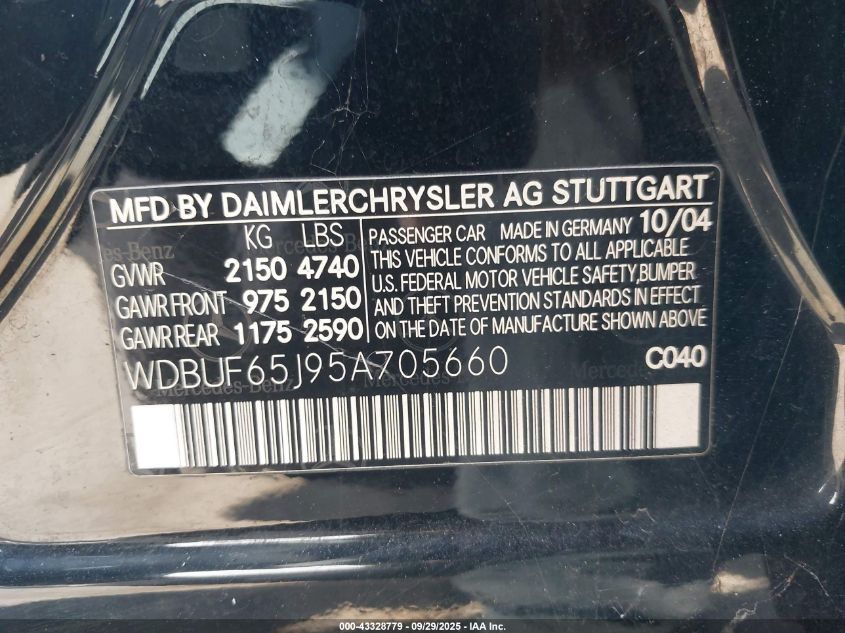 MFD BY DAIMLERCHRYSLER AG STUTTGART
KG LBS
GVWR 2150 4740
GAWR FRONT 975 2150
GAWR REAR 1175 2590
PASSENGER CAR MADE IN GERMANY 10/04
THIS VEHICLE CONFORMS TO ALL APPLICABLE
U.S. FEDERAL MOTOR VEHICLE SAFETY,BUMPER
AND THEFT PREVENTION STANDARDS IN EFFECT
ON THE DATE OF MANUFACTURE SHOWN ABOVE
WDBUF65J95A705660 C040
Mercedes-Benz
000-43328779 - 09/29/2025 - IAA, Inc.